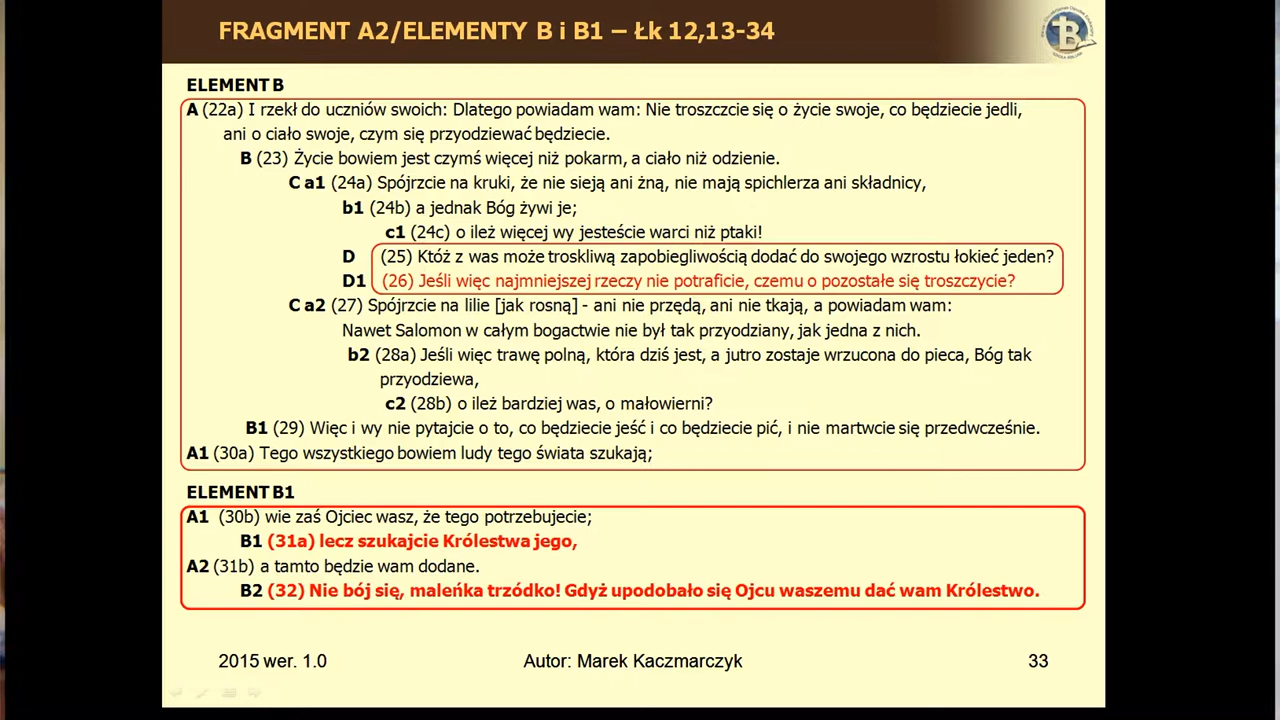 FRAGMENT A2/ELEMENTY B i B1 – Łk 12,13-34
ELEMENT B
A (22a) I rzekł do uczniów swoich: Dlatego powiadam wam: Nie troszczcie się o życie swoje, co będziecie jedli,
ani o ciało swoje, czym się przyodziewać będziecie.
B (23) Życie bowiem jest czymś więcej niż pokarm, a ciało niż odzienie.
C a1 (24a) Spójrzcie na kruki, że nie sieją ani żną, nie mają spichlerza ani składnicy,
b1 (24b) a jednak Bóg żywi je;
c1 (24c) o ileż więcej wy jesteście warci niż ptaki!
D (25) Któż z was może troskliwą zapobiegliwością dodać do swojego wzrostu łokieć jeden?
D1 (26) Jeśli więc najmniejszej rzeczy nie potraficie, czemu o pozostałe się troszczycie?
C a2 (27) Spójrzcie na lilie [jak rosną] - ani nie przędą, ani nie tkają, a powiadam wam:
Nawet Salomon w całym bogactwie nie był tak przyodziany, jak jedna z nich.
b2 (28a) Jeśli więc trawę polną, która dziś jest, a jutro zostaje wrzucona do pieca, Bóg tak
przyodziewa,
c2 (28b) o ileż bardziej was, o małowierni?
B1 (29) Więc i wy nie pytajcie o to, co będziecie jeść i co będziecie pić, i nie martwcie się przedwcześnie.
A1 (30a) Tego wszystkiego bowiem ludy tego świata szukają;
ELEMENT B1
A1 (30b) wie zaś Ojciec wasz, że tego potrzebujecie;
B1 (31a) lecz szukajcie Królestwa jego,
A2 (31b) a tamto będzie wam dodane.
B2 (32) Nie bój się, maleńka trzódko! Gdyż upodobało się Ojcu waszemu dać wam Królestwo.
2015 wer. 1.0
Autor: Marek Kaczmarczyk
33